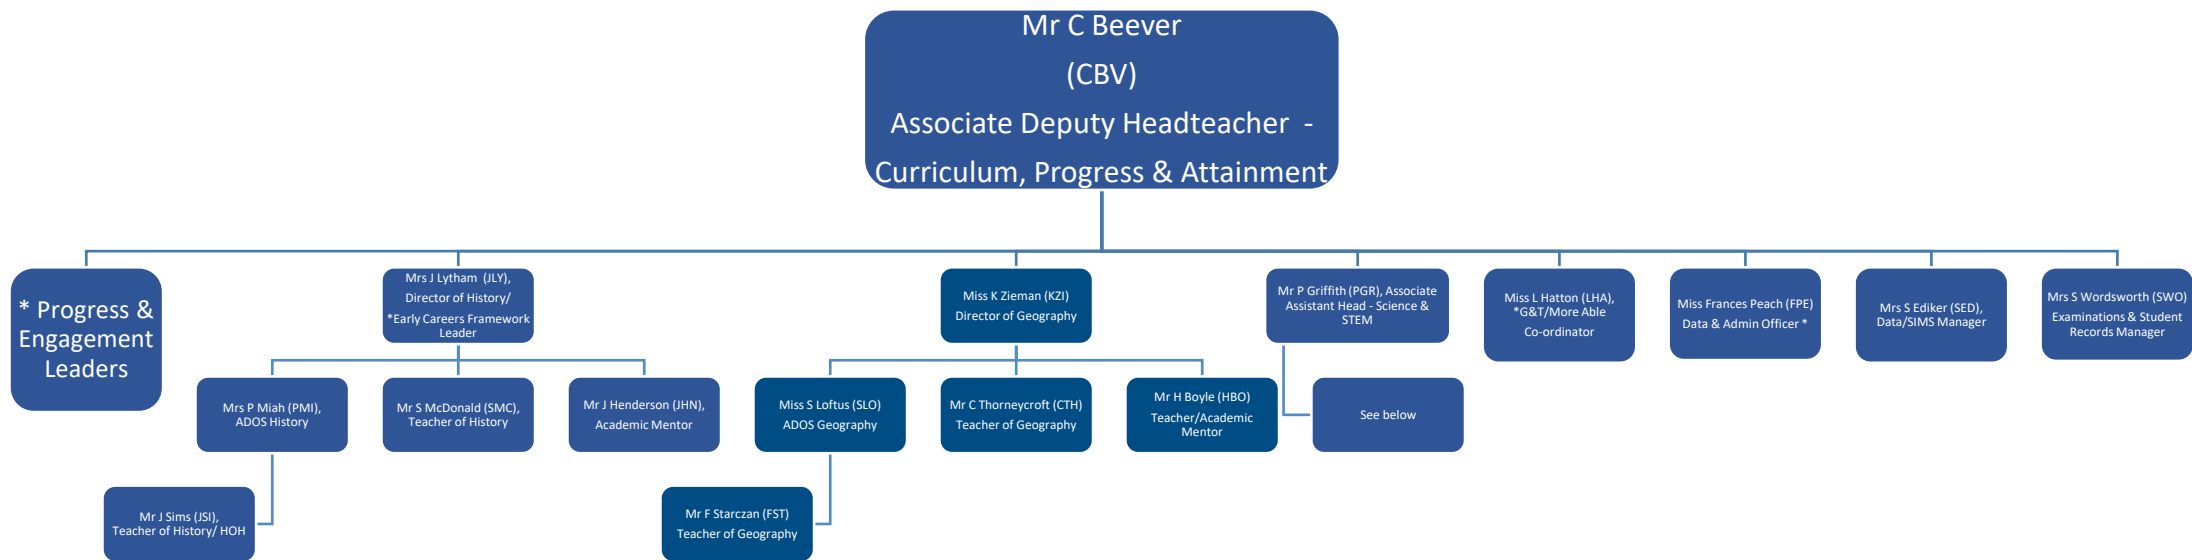 Mr C Beever
(CBV)
Associate Deputy Headteacher -
Curriculum, Progress & Attainment
* Progress &
Engagement
Leaders
Mrs J Lytham (JLY),
Director of History/
*Early Careers Framework
Leader
Miss K Zieman (KZI)
Director of Geography
Mr P Griffith (PGR), Associate
Assistant Head - Science &
STEM
Miss L Hatton (LHA),
*G&T/More Able
Co-ordinator
Miss Frances Peach (FPE)
Data & Admin Officer *
Mrs S Ediker (SED),
Data/SIMS Manager
Mrs S Wordsworth (SWO)
Examinations & Student
Records Manager
Mrs P Miah (PMI),
ADOS History
Mr S McDonald (SMC),
Teacher of History
Mr J Henderson (JHN),
Academic Mentor
Miss S Loftus (SLO)
ADOS Geography
Mr C Thorneycroft (CTH)
Teacher of Geography
Mr H Boyle (HBO)
Teacher/Academic
Mentor
See below
Mr J Sims (JSI),
Teacher of History/ HOH
Mr F Starczan (FST)
Teacher of Geography